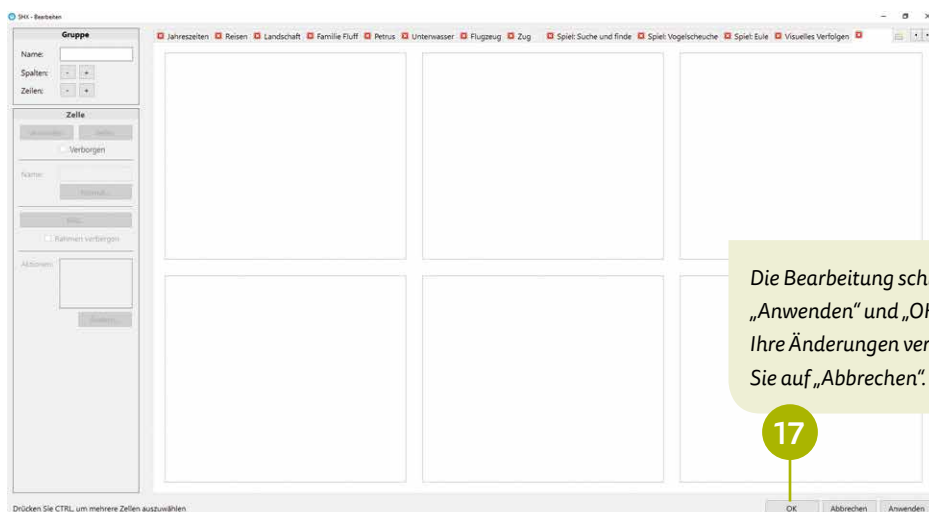 SHX - Bearbeiten
Gruppe
Jahreszeiten Reisen Landschaft Familie Fluff Petrus Unterwasser Flugzeug Zug Spiel: Suche und finde Spiel: Vogelscheuche Spiel: Eule Visuelles Verfolgen
Name:
Spalten: - +
Zeilen: - +
Zelle
Verborgen
Name:
Rahmen verbergen
Aktionen:
Ändern...
Die Bearbeitung sch
„Anwenden“ und „O
Ihre Änderungen ver
Sie auf „Abbrechen“.
17
Drücken Sie CTRL, um mehrere Zellen auszuwählen
OK Abbrechen Anwenden